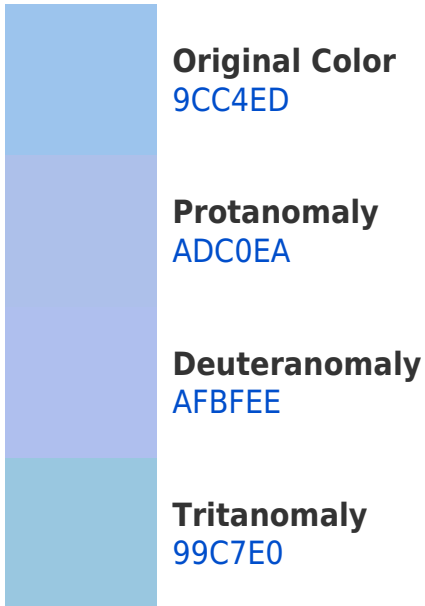 Original Color
9CC4ED
Protanomaly
ADC0EA
Deuteranomaly
AFBFEE
Tritanomaly
99C7E0